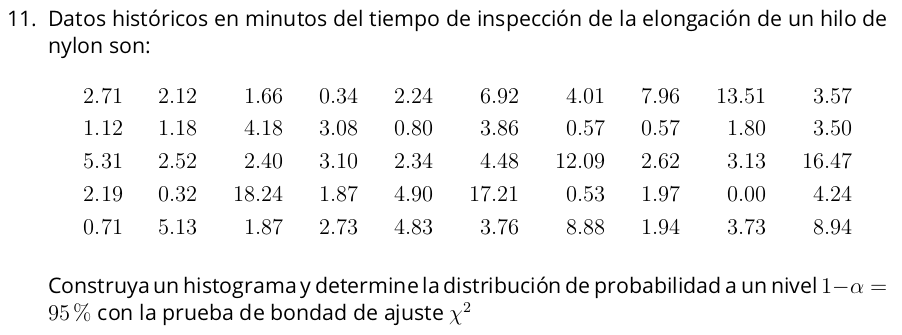 11. Datos históricos en minutos del tiempo de inspección de la elongación de un hilo de
nylon son:
2.71 2.12 1.66 0.34 2.24 6.92 4.01 7.96 13.51 3.57
1.12 1.18 4.18 3.08 0.80 3.86 0.57 0.57 1.80 3.50
5.31 2.52 2.40 3.10 2.34 4.48 12.09 2.62 3.13 16.47
2.19 0.32 18.24 1.87 4.90 17.21 0.53 1.97 0.00 4.24
0.71 5.13 1.87 2.73 4.83 3.76 8.88 1.94 3.73 8.94
Construya un histograma y determine la distribución de probabilidad a un nivel 1−α =
95 % con la prueba de bondad de ajuste χ²